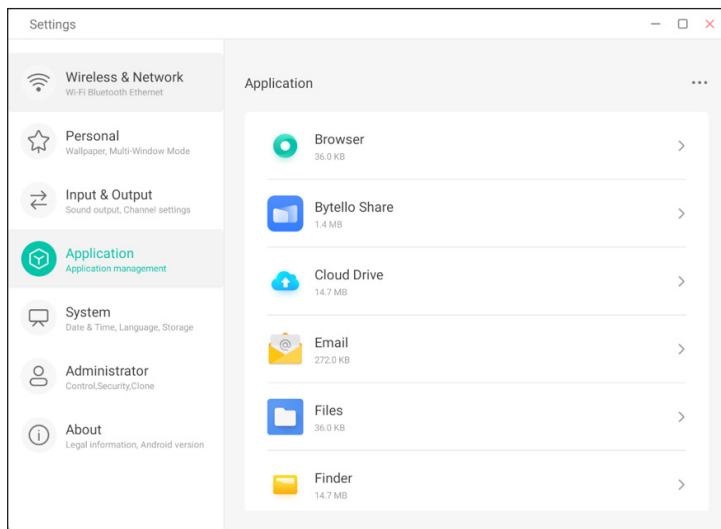 Settings
Wireless & Network
Wi-Fi Bluetooth Ethernet
Personal
Wallpaper, Multi-Window Mode
Input & Output
Sound output, Channel settings
Application
Application management
System
Date & Time, Language, Storage
Administrator
Control,Security,Clone
About
Legal information, Android version
Application
Browser
36.0 KB
Bytello Share
1.4 MB
Cloud Drive
14.7 MB
@
Email
272.0 KB
Files
36.0 KB
Finder
14.7 MB